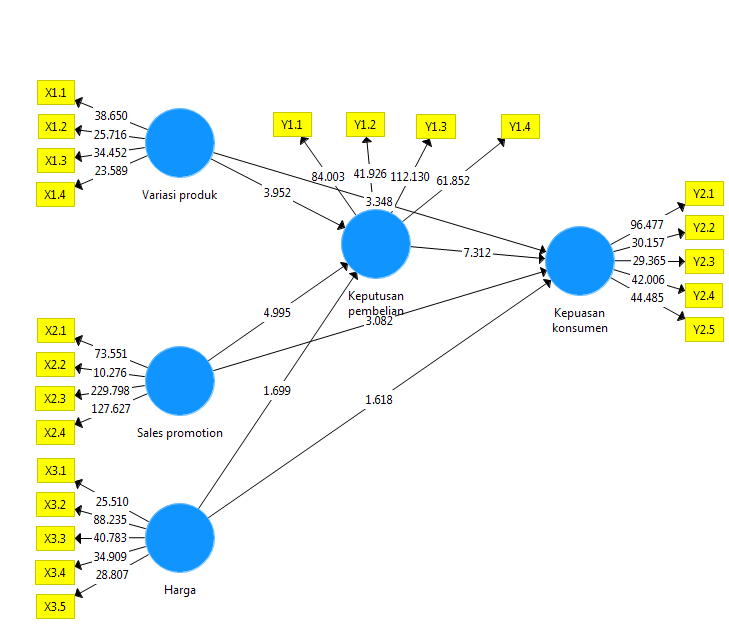 X1.1
38.650
X1.2
25.716
X1.3
34.452
X1.4
23.589
Variasi produk
Y1.1
Y1.2
Y1.3
Y1.4
84.003
41.926
112.130
61.852
3.952
3.348
Keputusan
pembelian
7.312
4.995
3.082
Y2.1
96.477
Y2.2
30.157
Y2.3
29.365
Y2.4
42.006
Y2.5
44.485
Kepuasan
konsumen
X2.1
73.551
X2.2
10.276
X2.3
229.798
X2.4
127.627
Sales promotion
1.699
1.618
X3.1
25.510
X3.2
88.235
X3.3
40.783
X3.4
34.909
X3.5
28.807
Harga